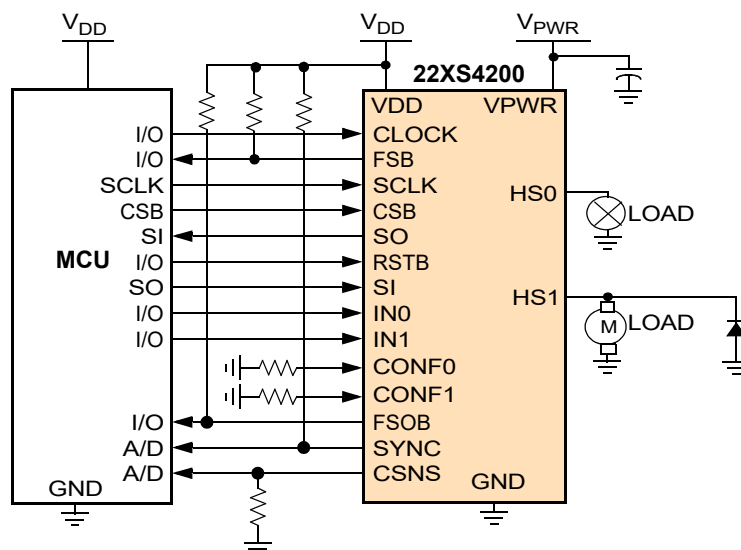 VDD VDD VPWR
22XS4200
VDD VPWR
I/O CLOCK
I/O FSB
SCLK SCLK
HS0
CSB CSB
LOAD
SI SO
MCU
I/O RSTB
SO SI
HS1
I/O IN0
M LOAD
I/O IN1
CONF0
CONF1
I/O FSOB
A/D SYNC
A/D CSNS
GND GND